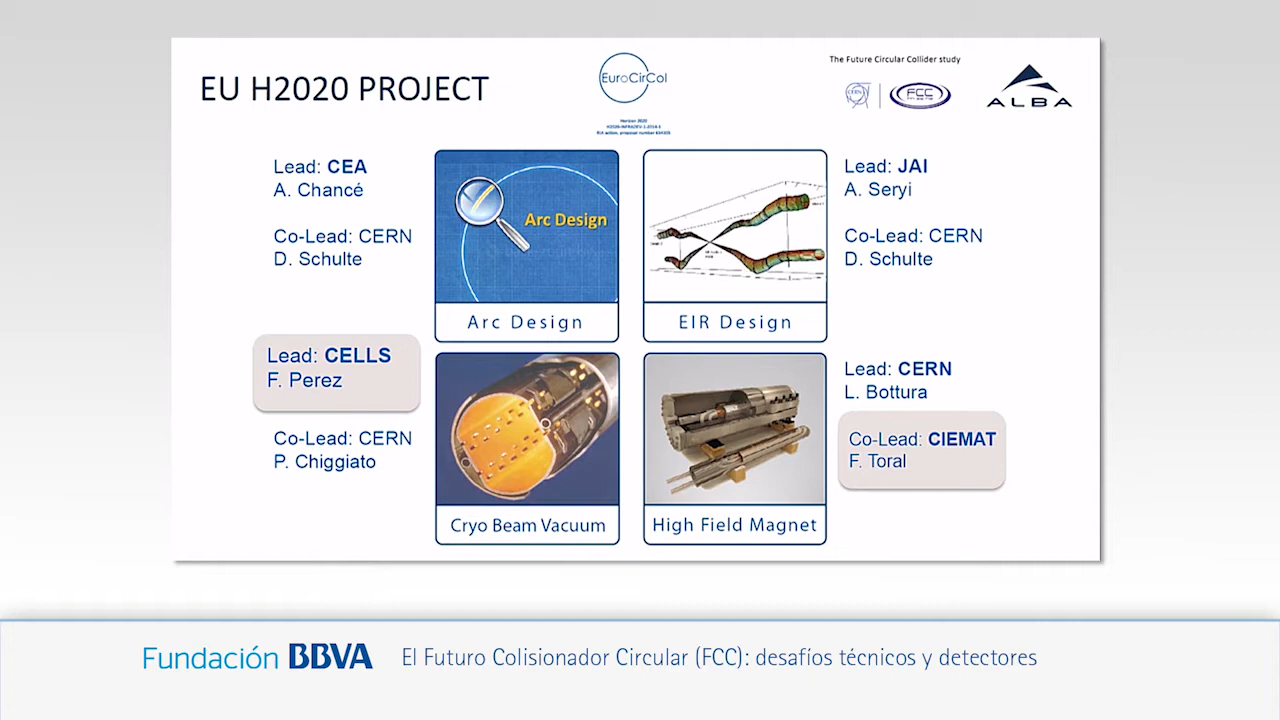 EU H2020 PROJECT
EuroCirCol
Horizon 2020
The Future Circular Collider study
CERN
FCC
ALBA
Lead: CEA
A. Chancé
Co-Lead: CERN
D. Schulte
Arc Design
Arc Design
EIR Design
Lead: JAI
A. Seryi
Co-Lead: CERN
D. Schulte
Lead: CELLS
F. Perez
Co-Lead: CERN
P. Chiggiato
Cryo Beam Vacuum
High Field Magnet
Lead: CERN
L. Bottura
Co-Lead: CIEMAT
F. Toral
Fundación BBVA
El Futuro Colisionador Circular (FCC): desafíos técnicos y detectores